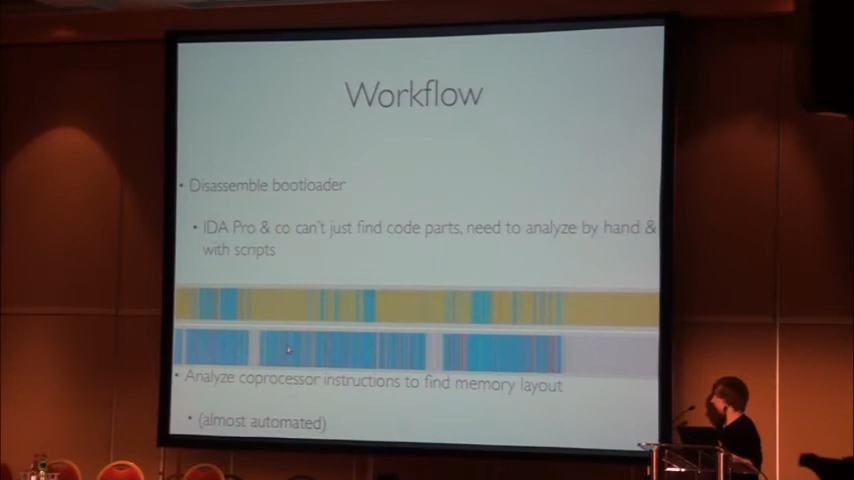 Workflow
• Disassemble bootloader
• IDA Pro & co can't just find code parts, need to analyze by hand &
with scripts
• Analyze coprocessor instructions to find memory layout
• (almost automated)